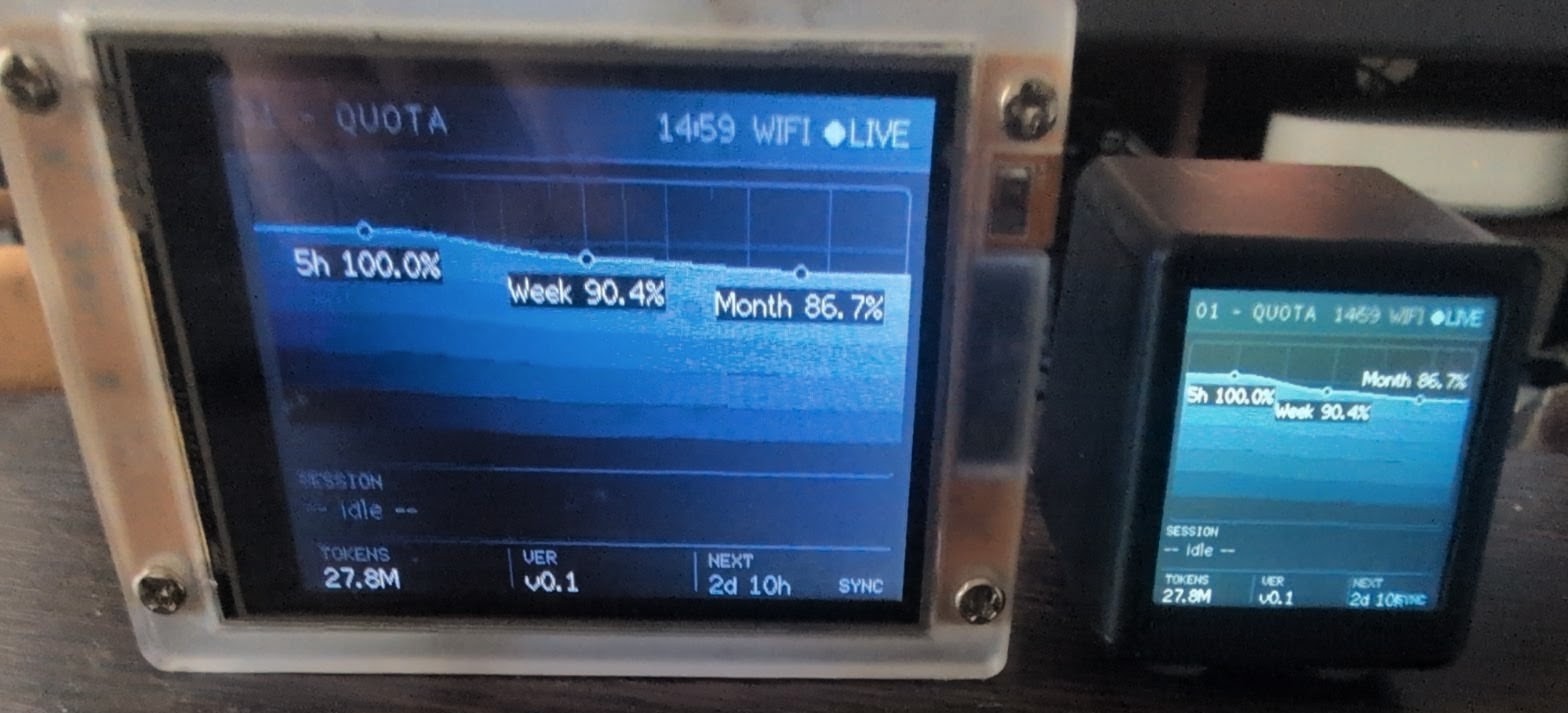 - QUOTA
14:59 WIFI LIVE
5h 100.0%
Week 90.4%
Month 86.7%
SESSION
-- idle --
TOKENS
27.8M
VER
v0.1
NEXT
2d 10h
SYNC
01 - QUOTA 14:59 WIFI LIVE
Month 86.7%
5h 100.0%
Week 90.4%
SESSION
-- idle --
TOKENS
27.8M
VER
v0.1
NEXT
2d 10